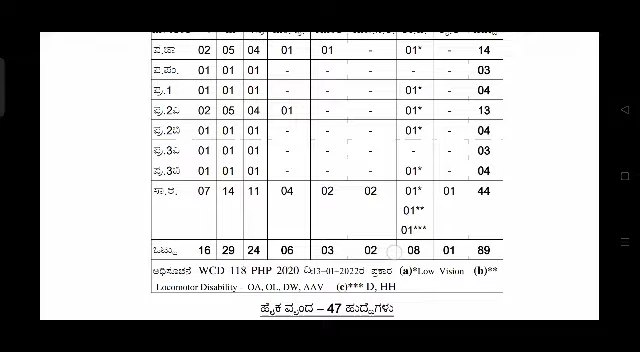 ಪ.ಜಾ 02 05 04 01 01 - 01* - 14
ಪ.ಪಂ. 01 01 01 - - - - - 03
ಪ್ರ.1 01 01 01 - - - 01* - 04
ಪ್ರ.2ಎ 02 05 04 01 - - 01* - 13
ಪ್ರ.2ಬಿ 01 01 01 - - - 01* - 04
ಪ್ರ.3ಎ 01 01 01 - - - - - 03
ಪ್ರ.3ಬಿ 01 01 01 - - - 01* - 04
ಸಾ.ಅ. 07 14 11 04 02 02 01* 01 44
01**
01***
ಒಟ್ಟು 16 29 24 06 03 02 08 01 89
ಅಧಿಸೂಚನೆ WCD 118 PHP 2020 ದಿ:13-01-2022ರ ಪ್ರಕಾರ (a)*Low Vision (b)**
Locomotor Disability – OA, OL, DW, AAV (c)*** D, HH
ಹೈಕ ವೃಂದ – 47 ಹುದ್ದೆಗಳು